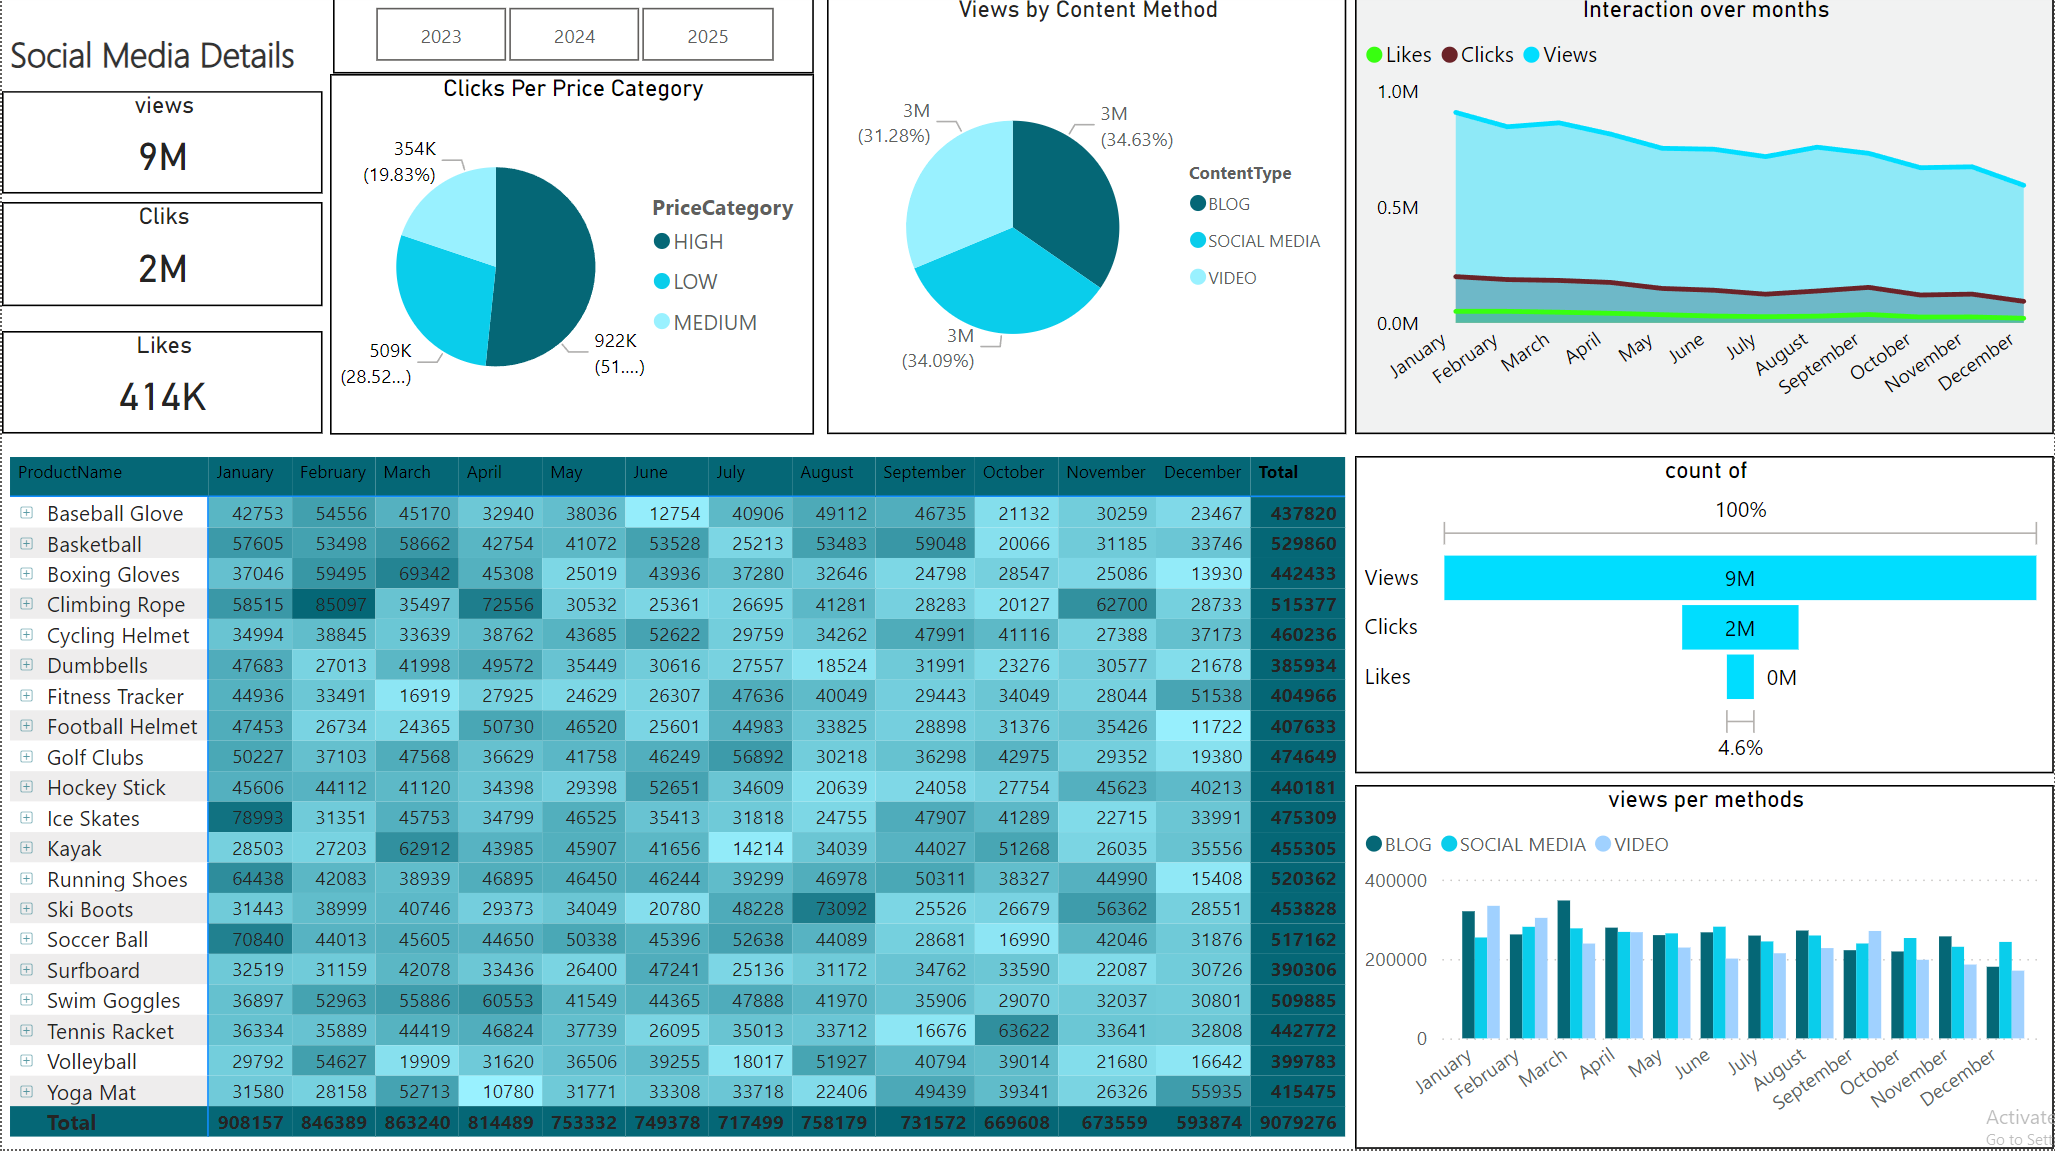 Social Media Details
views
9M
Cliks
2M
Likes
414K
2023 2024 2025
Clicks Per Price Category
354K
(19.83%)
509K
(28.52...)
922K
(51....)
PriceCategory
HIGH
LOW
MEDIUM
Views by Content Method
3M
(31.28%)
3M
(34.63%)
3M
(34.09%)
ContentType
BLOG
SOCIAL MEDIA
VIDEO
Interaction over months
Likes Clicks Views
1.0M
0.5M
0.0M
January February March April May June July August September October November December
ProductName January February March April May June July August September October November December Total
Baseball Glove 42753 54556 45170 32940 38036 12754 40906 49112 46735 21132 30259 23467 437820
Basketball 57605 53498 58662 42754 41072 53528 25213 53483 59048 20066 31185 33746 529860
Boxing Gloves 37046 59495 69342 45308 25019 43936 37280 32646 24798 28547 25086 13930 442433
Climbing Rope 58515 85097 35497 72556 30532 25361 26695 41281 28283 20127 62700 28733 515377
Cycling Helmet 34994 38845 33639 38762 43685 52622 29759 34262 47991 41116 27388 37173 460236
Dumbbells 47683 27013 41998 49572 35449 30616 27557 18524 31991 23276 30577 21678 385934
Fitness Tracker 44936 33491 16919 27925 24629 26307 47636 40049 29443 34049 28044 51538 404966
Football Helmet 47453 26734 24365 50730 46520 25601 44983 33825 28898 31376 35426 11722 407633
Golf Clubs 50227 37103 47568 36629 41758 46249 56892 30218 36298 42975 29352 19380 474649
Hockey Stick 45606 44112 41120 34398 29398 52651 34609 20639 24058 27754 45623 40213 440181
Ice Skates 78993 31351 45753 34799 46525 35413 31818 24755 47907 41289 22715 33991 475309
Kayak 28503 27203 62912 43985 45907 41656 14214 34039 44027 51268 26035 35556 455305
Running Shoes 64438 42083 38939 46895 46450 46244 39299 46978 50311 38327 44990 15408 520362
Ski Boots 31443 38999 40746 29373 34049 20780 48228 73092 25526 26679 56362 28551 453828
Soccer Ball 70840 44013 45605 44650 50338 45396 52638 44089 28681 16990 42046 31876 517162
Surfboard 32519 31159 42078 33436 26400 47241 25136 31172 34762 33590 22087 30726 390306
Swim Goggles 36897 52963 55886 60553 41549 44365 47888 41970 35906 29070 32037 30801 509885
Tennis Racket 36334 35889 44419 46824 37739 26095 35013 33712 16676 63622 33641 32808 442772
Volleyball 29792 54627 19909 31620 36506 39255 18017 51927 40794 39014 21680 16642 399783
Yoga Mat 31580 28158 52713 10780 31771 33308 33718 22406 49439 39341 26326 55935 415475
Total 908157 846389 863240 814489 753332 749378 717499 758179 731572 669608 673559 593874 9079276
count of
100%
Views 9M
Clicks 2M
Likes 0M
4.6%
views per methods
BLOG SOCIAL MEDIA VIDEO
400000
200000
0
January February March April May June July August September October November December
Activate
Go to Sett